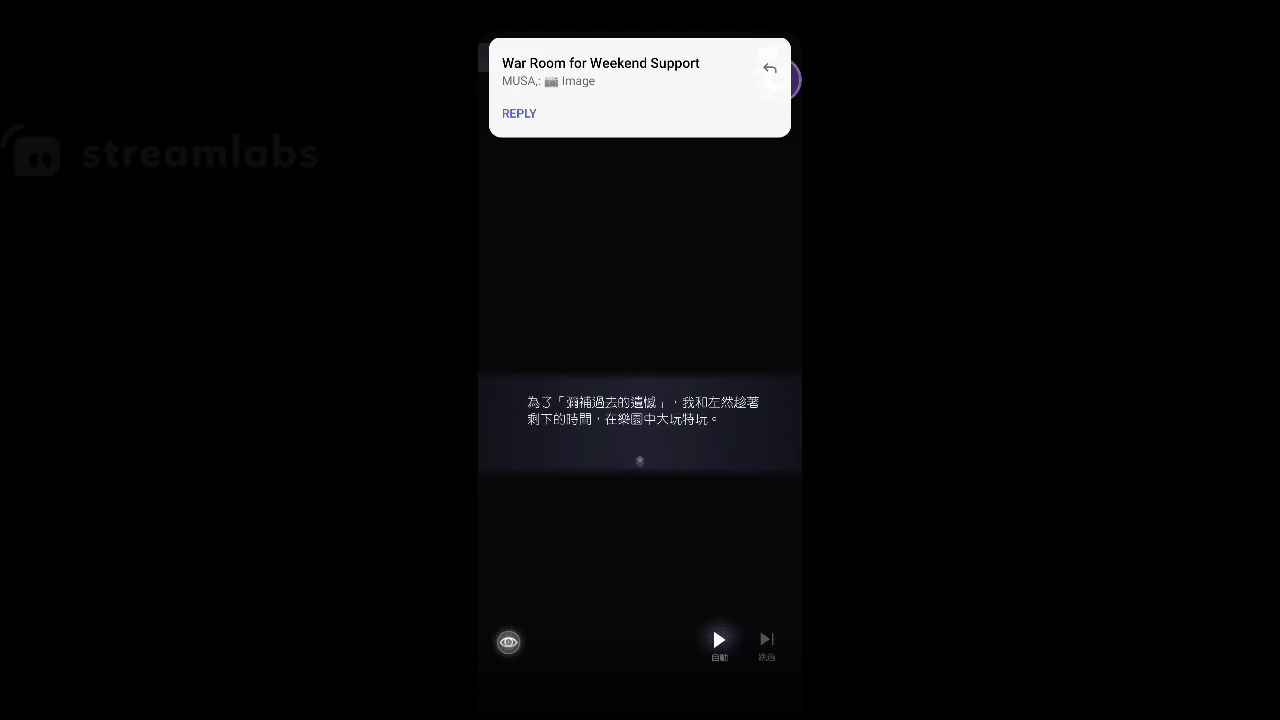 War Room for Weekend Support
MUSA,: 📷 Image
REPLY
streamlabs
為了「彌補過去的遺憾」，我和左然趁著
剩下的時間，在樂園中大玩特玩。
自動
跳過